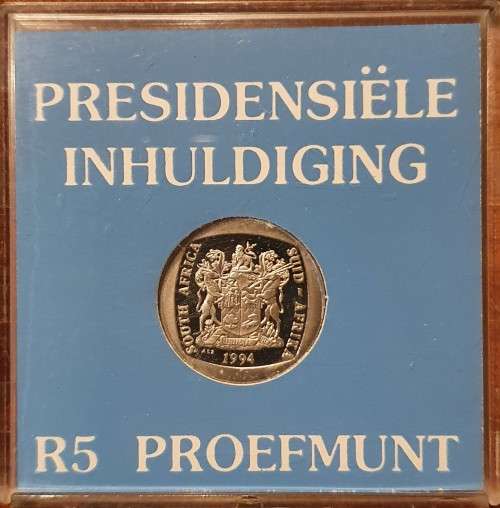 PRESIDENSIËLE
INHULDIGING
SOUTH AFRICA
SUID-AFRIKA
1994
R5 PROEFMUNT